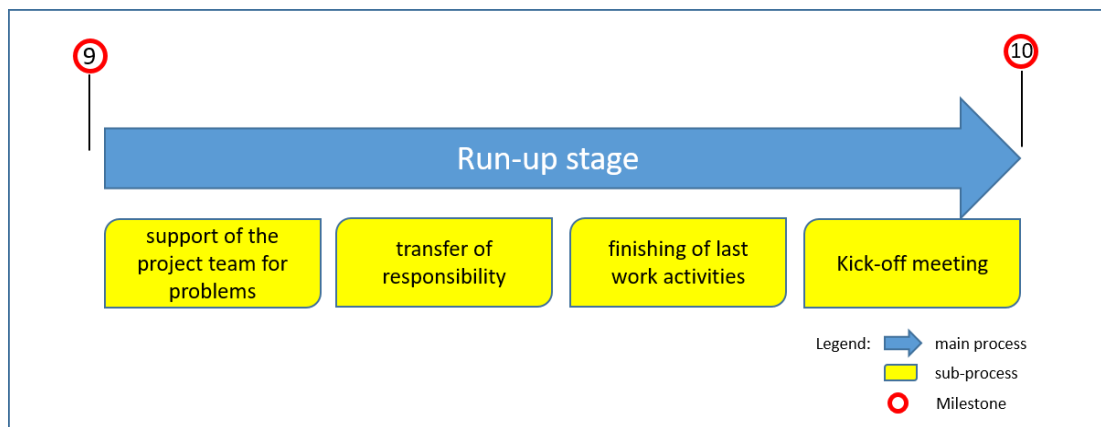 9
10
Run-up stage
support of the
project team for
problems
transfer of
responsibility
finishing of last
work activities
Kick-off meeting
Legend:
main process
sub-process
Milestone